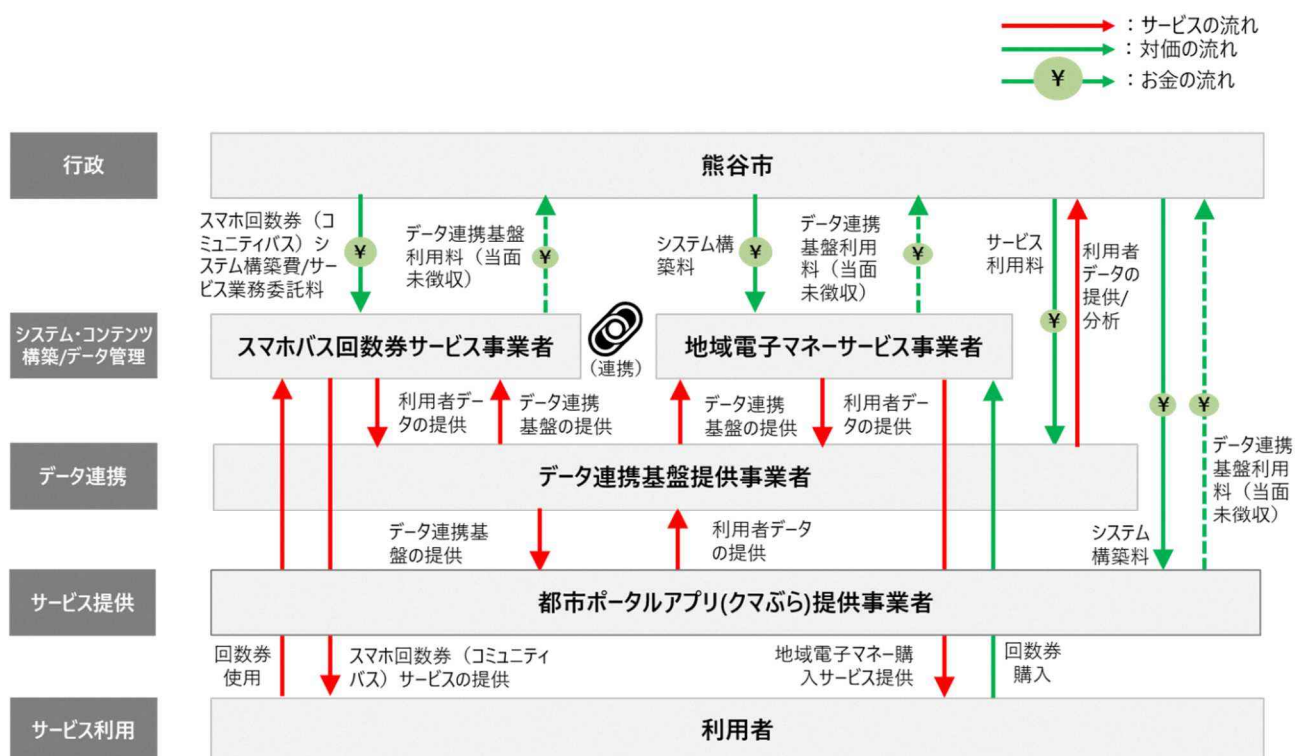 ：サービスの流れ
：対価の流れ
¥
：お金の流れ
行政
熊谷市
スマホ回数券（コ
ミュニティバス）シ
ステム構築費/サー
ビス業務委託料
¥
データ連携基盤
利用料（当面
未徴収）
¥
システム構
築料
¥
データ連携
基盤利用
料（当面
未徴収）
¥
サービス
利用料
¥
利用者
データの
提供/
分析
¥
¥
データ連携
基盤利用
料（当面
未徴収）
システム・コンテンツ
構築/データ管理
スマホバス回数券サービス事業者
（連携）
地域電子マネーサービス事業者
利用者デー
タの提供
データ連携
基盤の提供
データ連携
基盤の提供
利用者デー
タの提供
データ連携
データ連携基盤提供事業者
データ連携基
盤の提供
利用者データ
の提供
システム
構築料
サービス提供
都市ポータルアプリ(クマぶら)提供事業者
回数券
使用
スマホ回数券（コミュニティ
バス）サービスの提供
地域電子マネー購
入サービス提供
回数券
購入
サービス利用
利用者